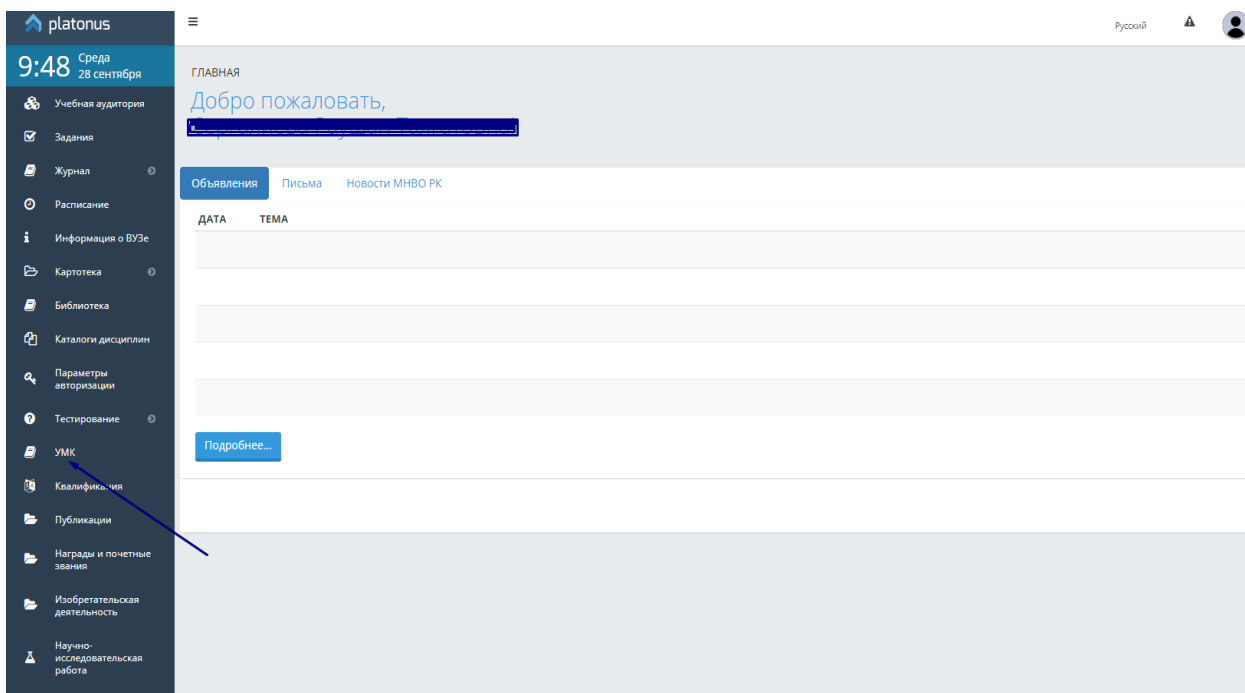 platonus
Русский
9:48 Среда
28 сентября
ГЛАВНАЯ
Добро пожаловать,
Учебная аудитория
Задания
Журнал
Расписание
Информация о ВУЗе
Картотека
Библиотека
Каталоги дисциплин
Параметры
авторизации
Тестирование
УМК
Квалификация
Публикации
Награды и почетные
звания
Изобретательская
деятельность
Научно-
исследовательская
работа
Объявления Письма Новости МНВО РК
ДАТА ТЕМА
Подробнее...